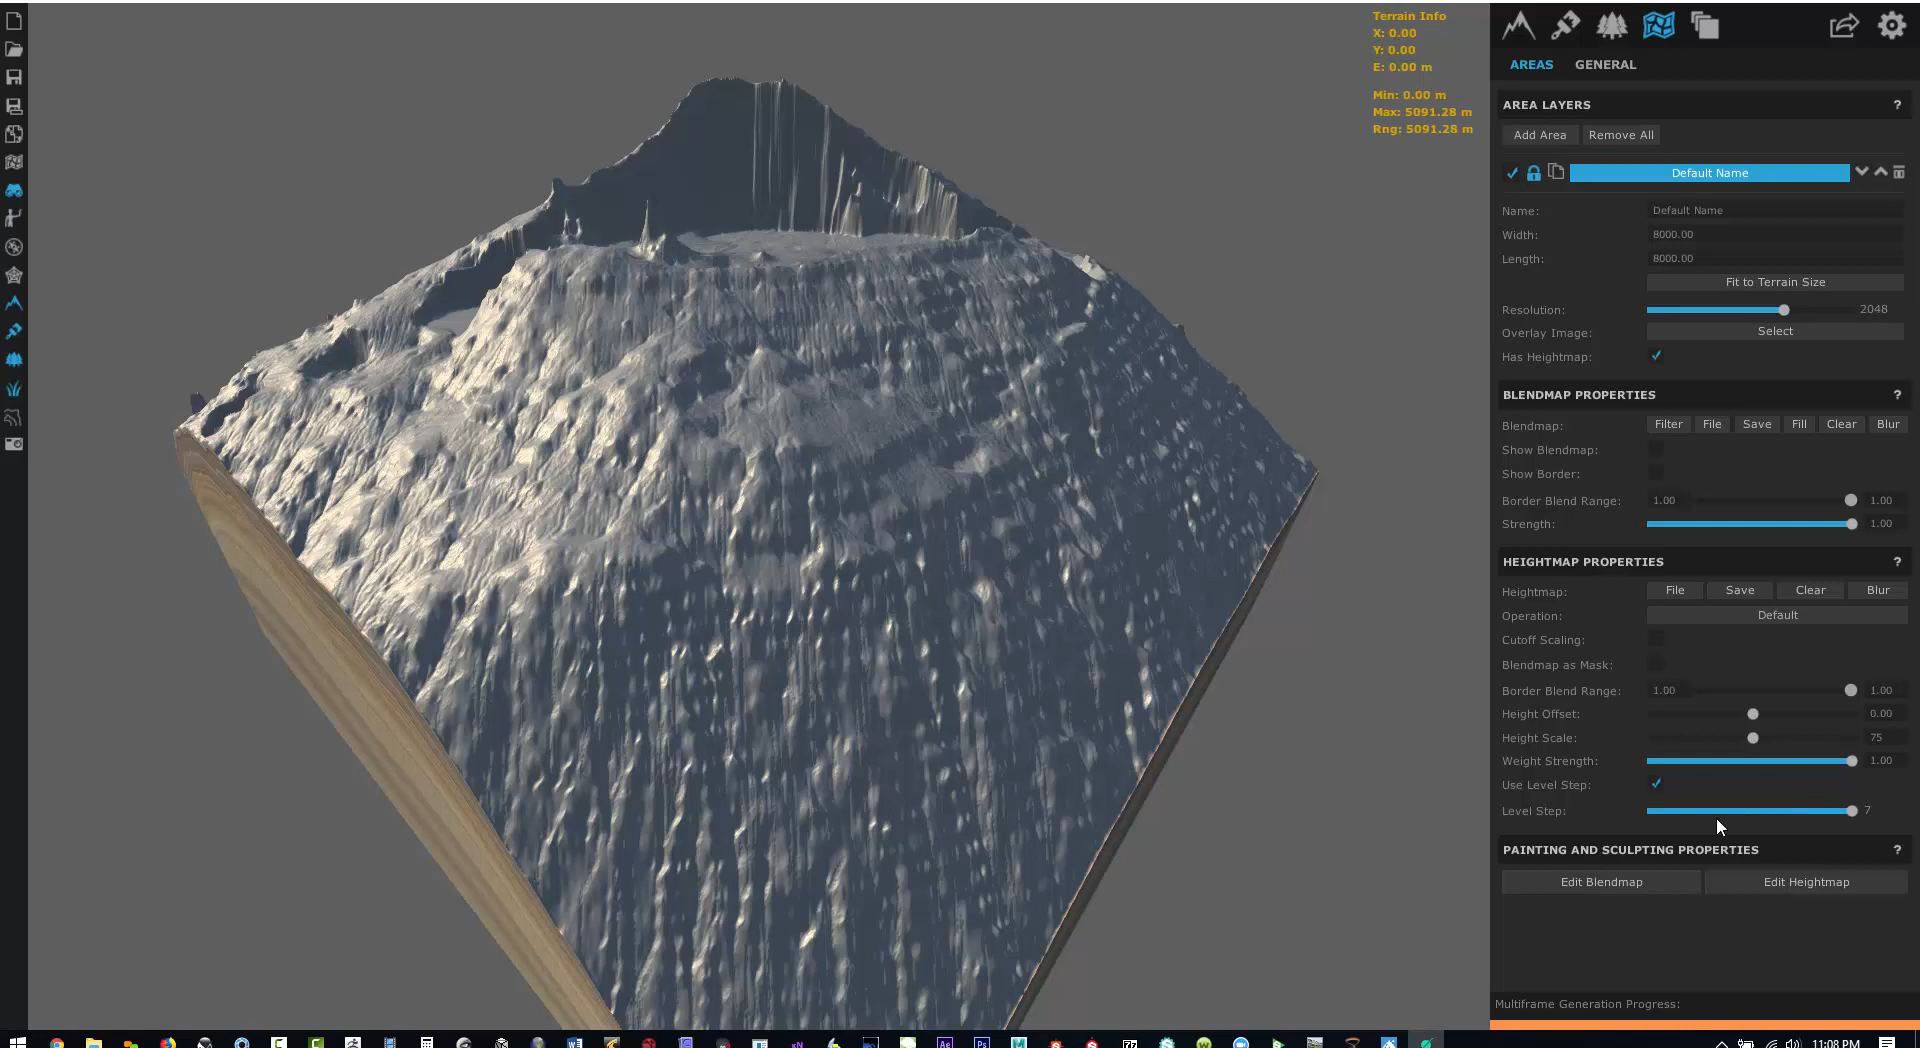 Terrain Info
X: 0.00
Y: 0.00
E: 0.00 m
Min: 0.00 m
Max: 5091.28 m
Rng: 5091.28 m
AREAS GENERAL
AREA LAYERS ?
Add Area Remove All
Default Name
Name: Default Name
Width: 8000.00
Length: 8000.00
Fit to Terrain Size
Resolution: 2048
Overlay Image: Select
Has Heightmap:
BLENDMAP PROPERTIES ?
Blendmap: Filter File Save Fill Clear Blur
Show Blendmap:
Show Border:
Border Blend Range: 1.00 1.00
Strength: 1.00
HEIGHTMAP PROPERTIES ?
Heightmap: File Save Clear Blur
Operation: Default
Cutoff Scaling:
Blendmap as Mask:
Border Blend Range: 1.00 1.00
Height Offset: 0.00
Height Scale: 75
Weight Strength: 1.00
Use Level Step:
Level Step: 7
PAINTING AND SCULPTING PROPERTIES ?
Edit Blendmap Edit Heightmap
Multiframe Generation Progress:
Ae Ps
11:08 PM